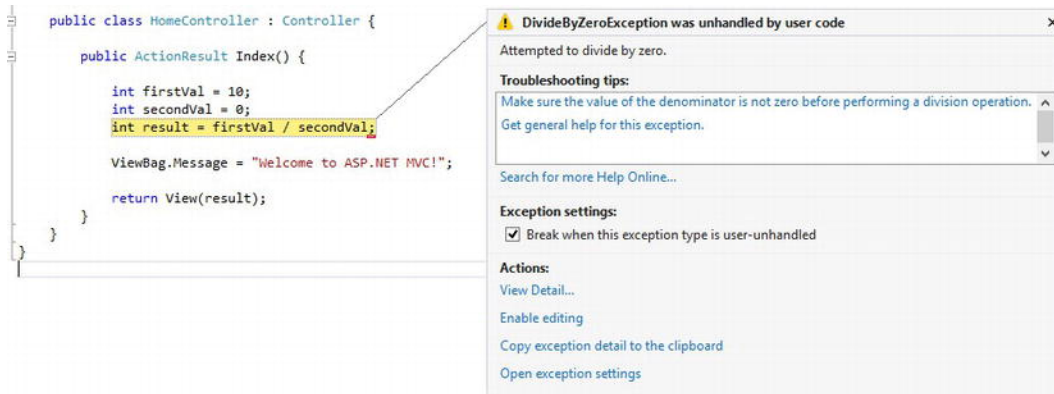 public class HomeController : Controller {
public ActionResult Index() {
int firstVal = 10;
int secondVal = 0;
int result = firstVal / secondVal;
ViewBag.Message = "Welcome to ASP.NET MVC!";
return View(result);
}
}
}
DivideByZeroException was unhandled by user code
Attempted to divide by zero.
Troubleshooting tips:
Make sure the value of the denominator is not zero before performing a division operation.
Get general help for this exception.
Search for more Help Online...
Exception settings:
Break when this exception type is user-unhandled
Actions:
View Detail...
Enable editing
Copy exception detail to the clipboard
Open exception settings